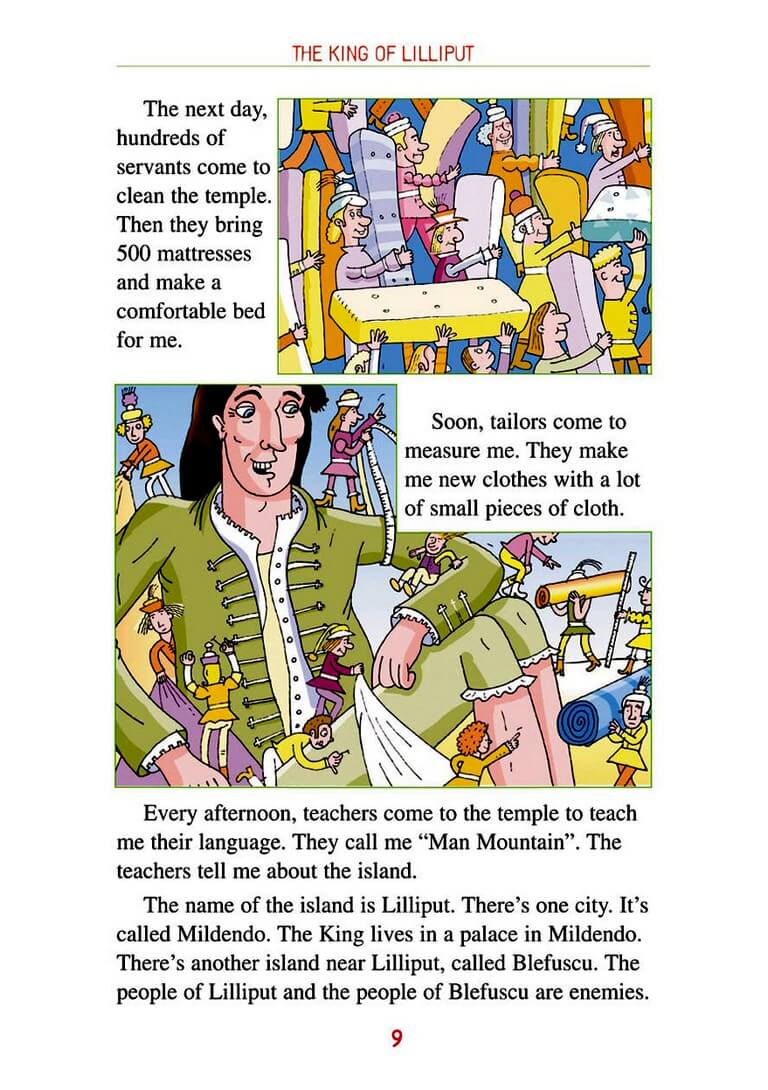 THE KING OF LILLIPUT
The next day,
hundreds of
servants come to
clean the temple.
Then they bring
500 mattresses
and make a
comfortable bed
for me.
Soon, tailors come to
measure me. They make
me new clothes with a lot
of small pieces of cloth.
Every afternoon, teachers come to the temple to teach
me their language. They call me “Man Mountain”. The
teachers tell me about the island.
The name of the island is Lilliput. There’s one city. It’s
called Mildendo. The King lives in a palace in Mildendo.
There’s another island near Lilliput, called Blefuscu. The
people of Lilliput and the people of Blefuscu are enemies.
9